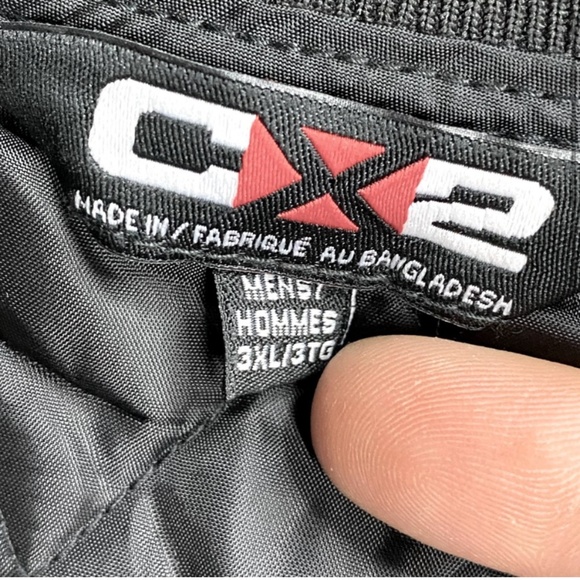 CX2
MADE IN/FABRIQUÉ AU BANGLADESH
MENS/
HOMMES
3XL/3TG